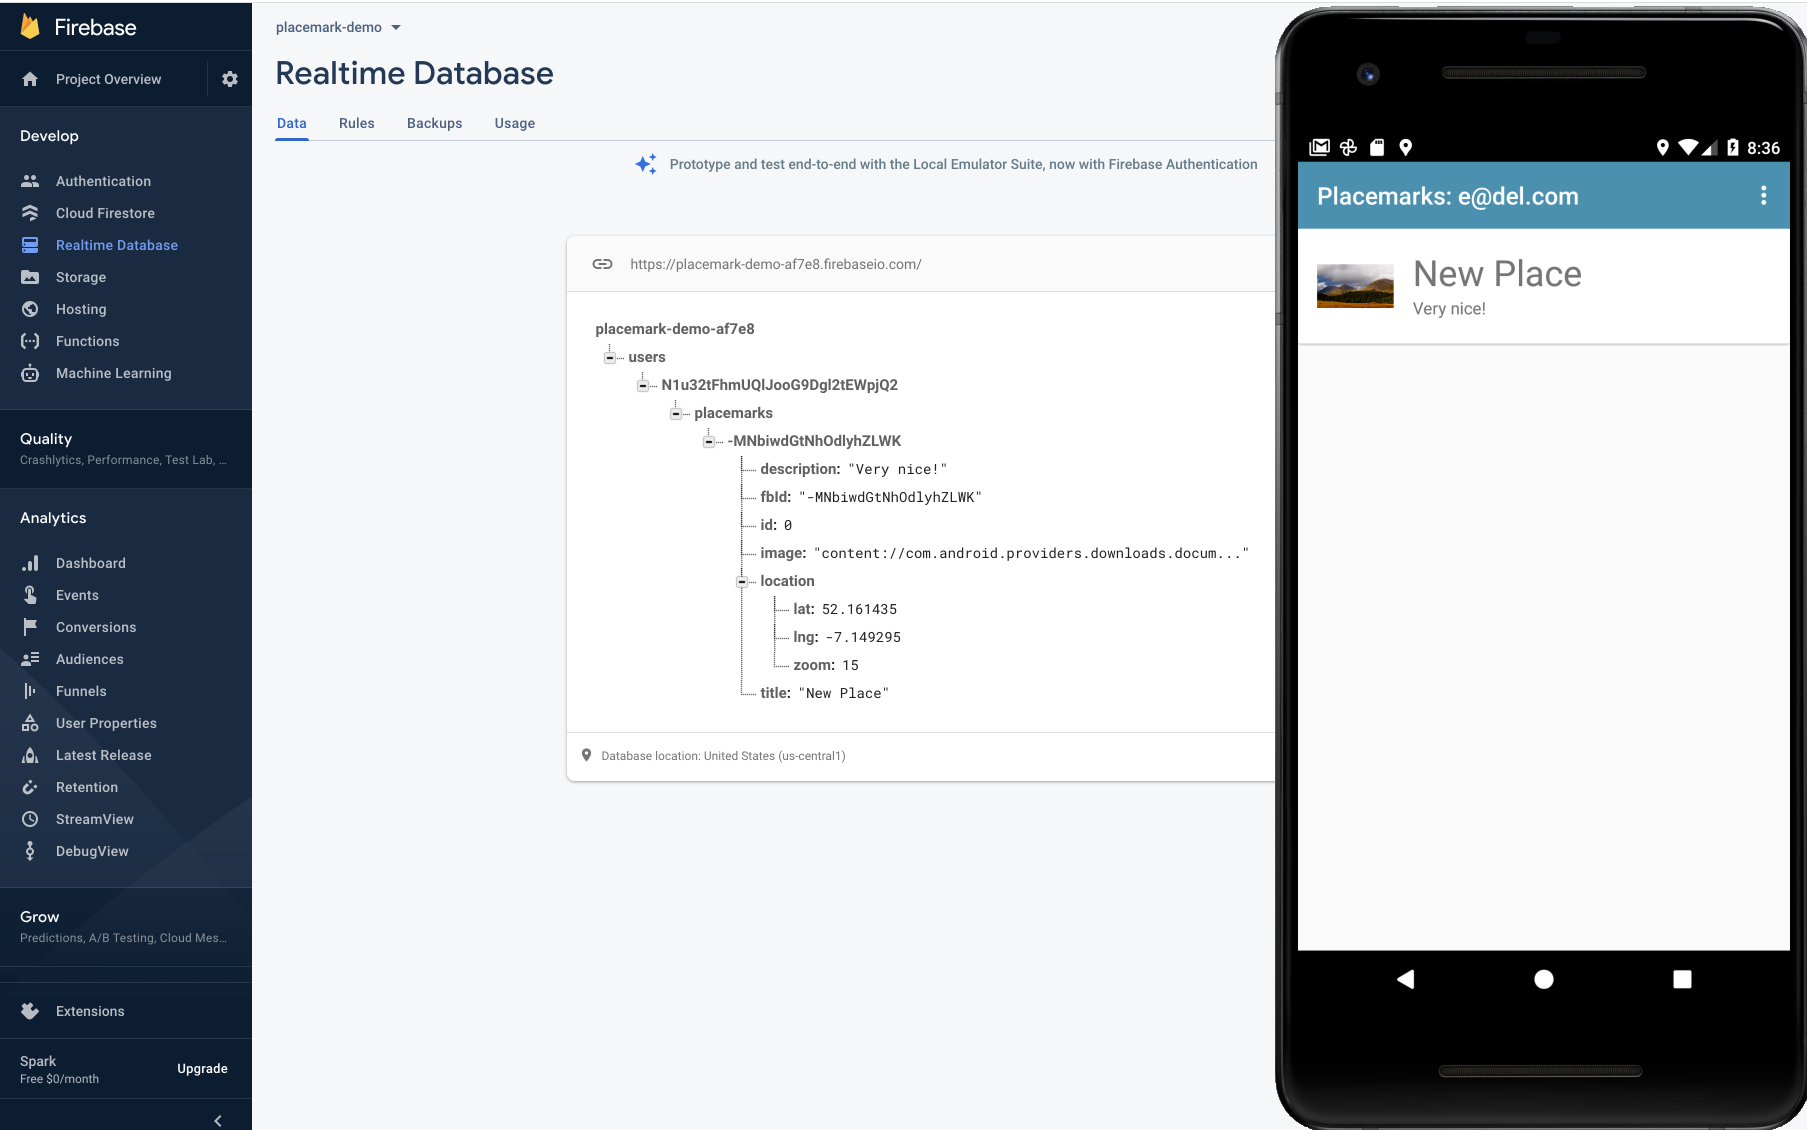 Firebase
Project Overview
Develop
Authentication
Cloud Firestore
Realtime Database
Storage
Hosting
Functions
Machine Learning
Quality
Crashlytics, Performance, Test Lab, ...
Analytics
Dashboard
Events
Conversions
Audiences
Funnels
User Properties
Latest Release
Retention
StreamView
DebugView
Grow
Predictions, A/B Testing, Cloud Mes...
Extensions
Spark
Free $0/month
Upgrade
placemark-demo
Realtime Database
Data Rules Backups Usage
Prototype and test end-to-end with the Local Emulator Suite, now with Firebase Authentication
https://placemark-demo-af7e8.firebaseio.com/
placemark-demo-af7e8
users
N1u32tFhmUQlJooG9Dgl2tEWpjQ2
placemarks
-MNbiwdGtNhOdlyhZLWK
description: "Very nice!"
fbId: "-MNbiwdGtNhOdlyhZLWK"
id: 0
image: "content://com.android.providers.downloads.docum..."
location
lat: 52.161435
lng: -7.149295
zoom: 15
title: "New Place"
Database location: United States (us-central1)
8:36
Placemarks: e@del.com
New Place
Very nice!